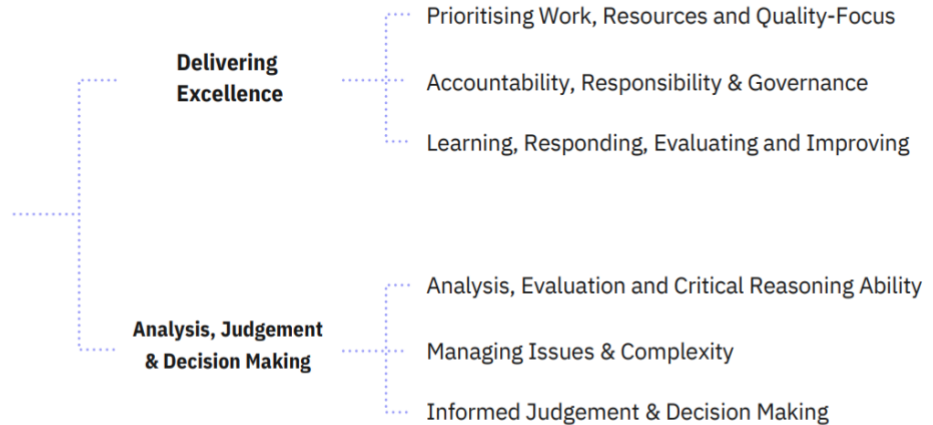 Delivering
Excellence
Prioritising Work, Resources and Quality-Focus
Accountability, Responsibility & Governance
Learning, Responding, Evaluating and Improving
Analysis, Judgement
& Decision Making
Analysis, Evaluation and Critical Reasoning Ability
Managing Issues & Complexity
Informed Judgement & Decision Making